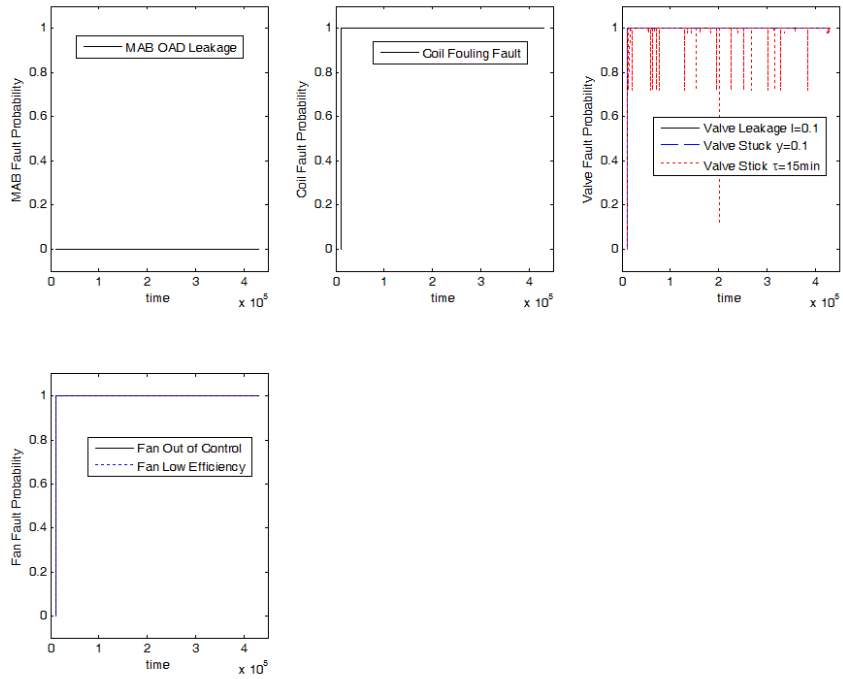 MAB Fault Probability
1
0.8
0.6
0.4
0.2
0
MAB OAD Leakage
0 1 2 3 4
time
x 10^5
Coil Fouling Fault Probability
1
0.8
0.6
0.4
0.2
0
Coil Fouling Fault
0 1 2 3 4
time
x 10^5
Valve Fault Probability
1
0.8
0.6
0.4
0.2
0
Valve Leakage l=0.1
Valve Stuck y=0.1
Valve Stick τ=15min
0 1 2 3 4
time
x 10^5
Fan Fault Probability
1
0.8
0.6
0.4
0.2
0
Fan Out of Control
Fan Low Efficiency
0 1 2 3 4
time
x 10^5